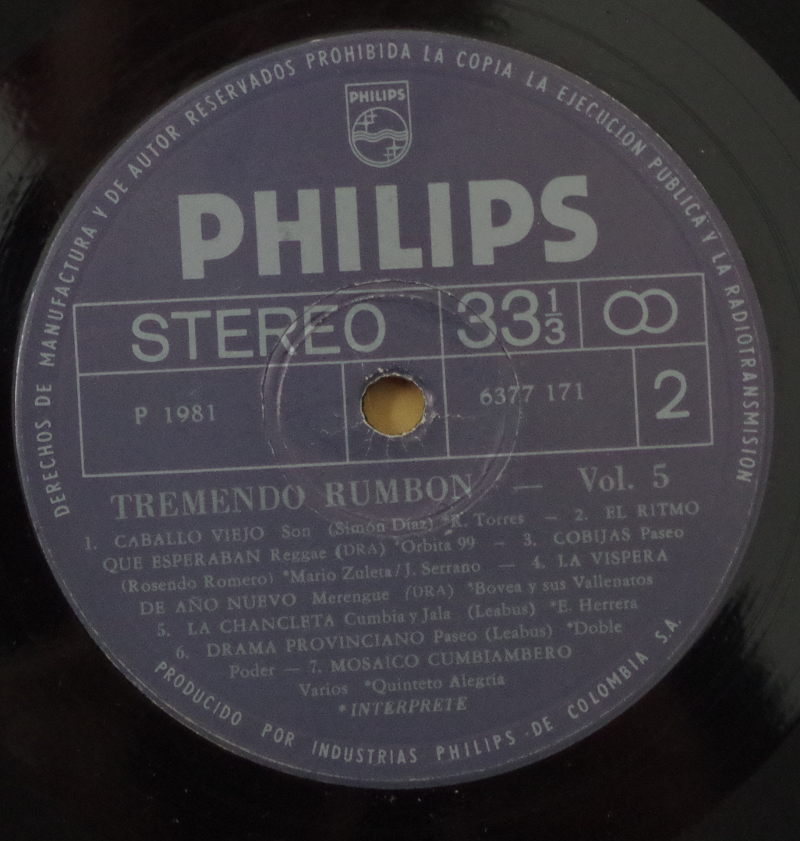 DERECHOS DE MANUFACTURA Y DE AUTOR RESERVADOS PROHIBIDA LA COPIA LA EJECUCION PUBLICA Y LA RADIOTRANSMISION
PHILIPS
PHILIPS
STEREO 33 1/3
P 1981 6377 171 2
TREMENDO RUMBON — Vol. 5
1. CABALLO VIEJO Son (Simón Díaz) *R. Torres — 2. EL RITMO
QUE ESPERABAN Reggae (DRA) *Orbita 99 — 3. COBIJAS Paseo
(Rosendo Romero) *Mario Zuleta/J. Serrano — 4. LA VISPERA
DE AÑO NUEVO Merengue (DRA) *Bovea y sus Vallenatos
5. LA CHANCLETA Cumbia y Jala (Leabus) *E. Herrera
6. DRAMA PROVINCIANO Paseo (Leabus) *Doble
Poder — 7. MOSAICO CUMBIAMBERO
Varios *Quinteto Alegría
*INTERPRETE
PRODUCIDO POR INDUSTRIAS PHILIPS DE COLOMBIA S.A.